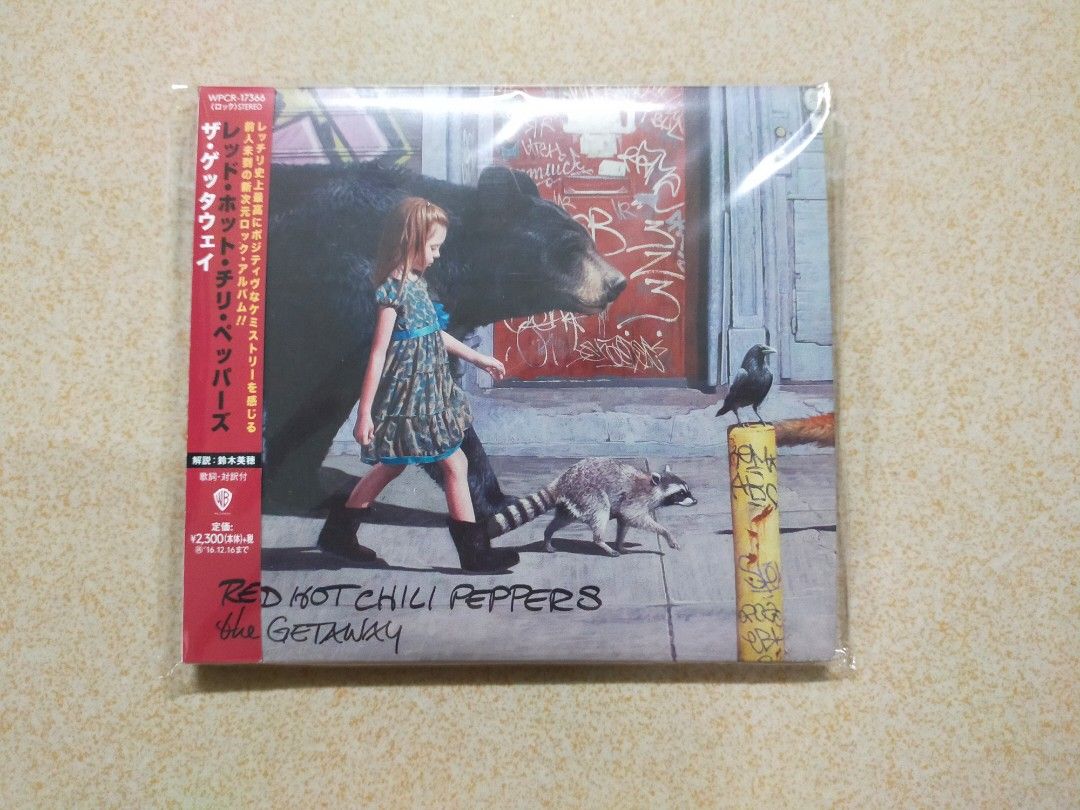 WPCR-17366
〈ロック〉STEREO
レッチリ史上最高にポジティヴなケミストリーを感じる
前人未到の新次元ロック・アルバム!!
レッド・ホット・チリ・ペッパーズ
ザ・ゲッタウェイ
解説:鈴木美穂
歌詞・対訳付
WB
定価:
¥2,300(本体)+税
'16.12.16まで
RED HOT CHILI PEPPERS
the GETAWAY